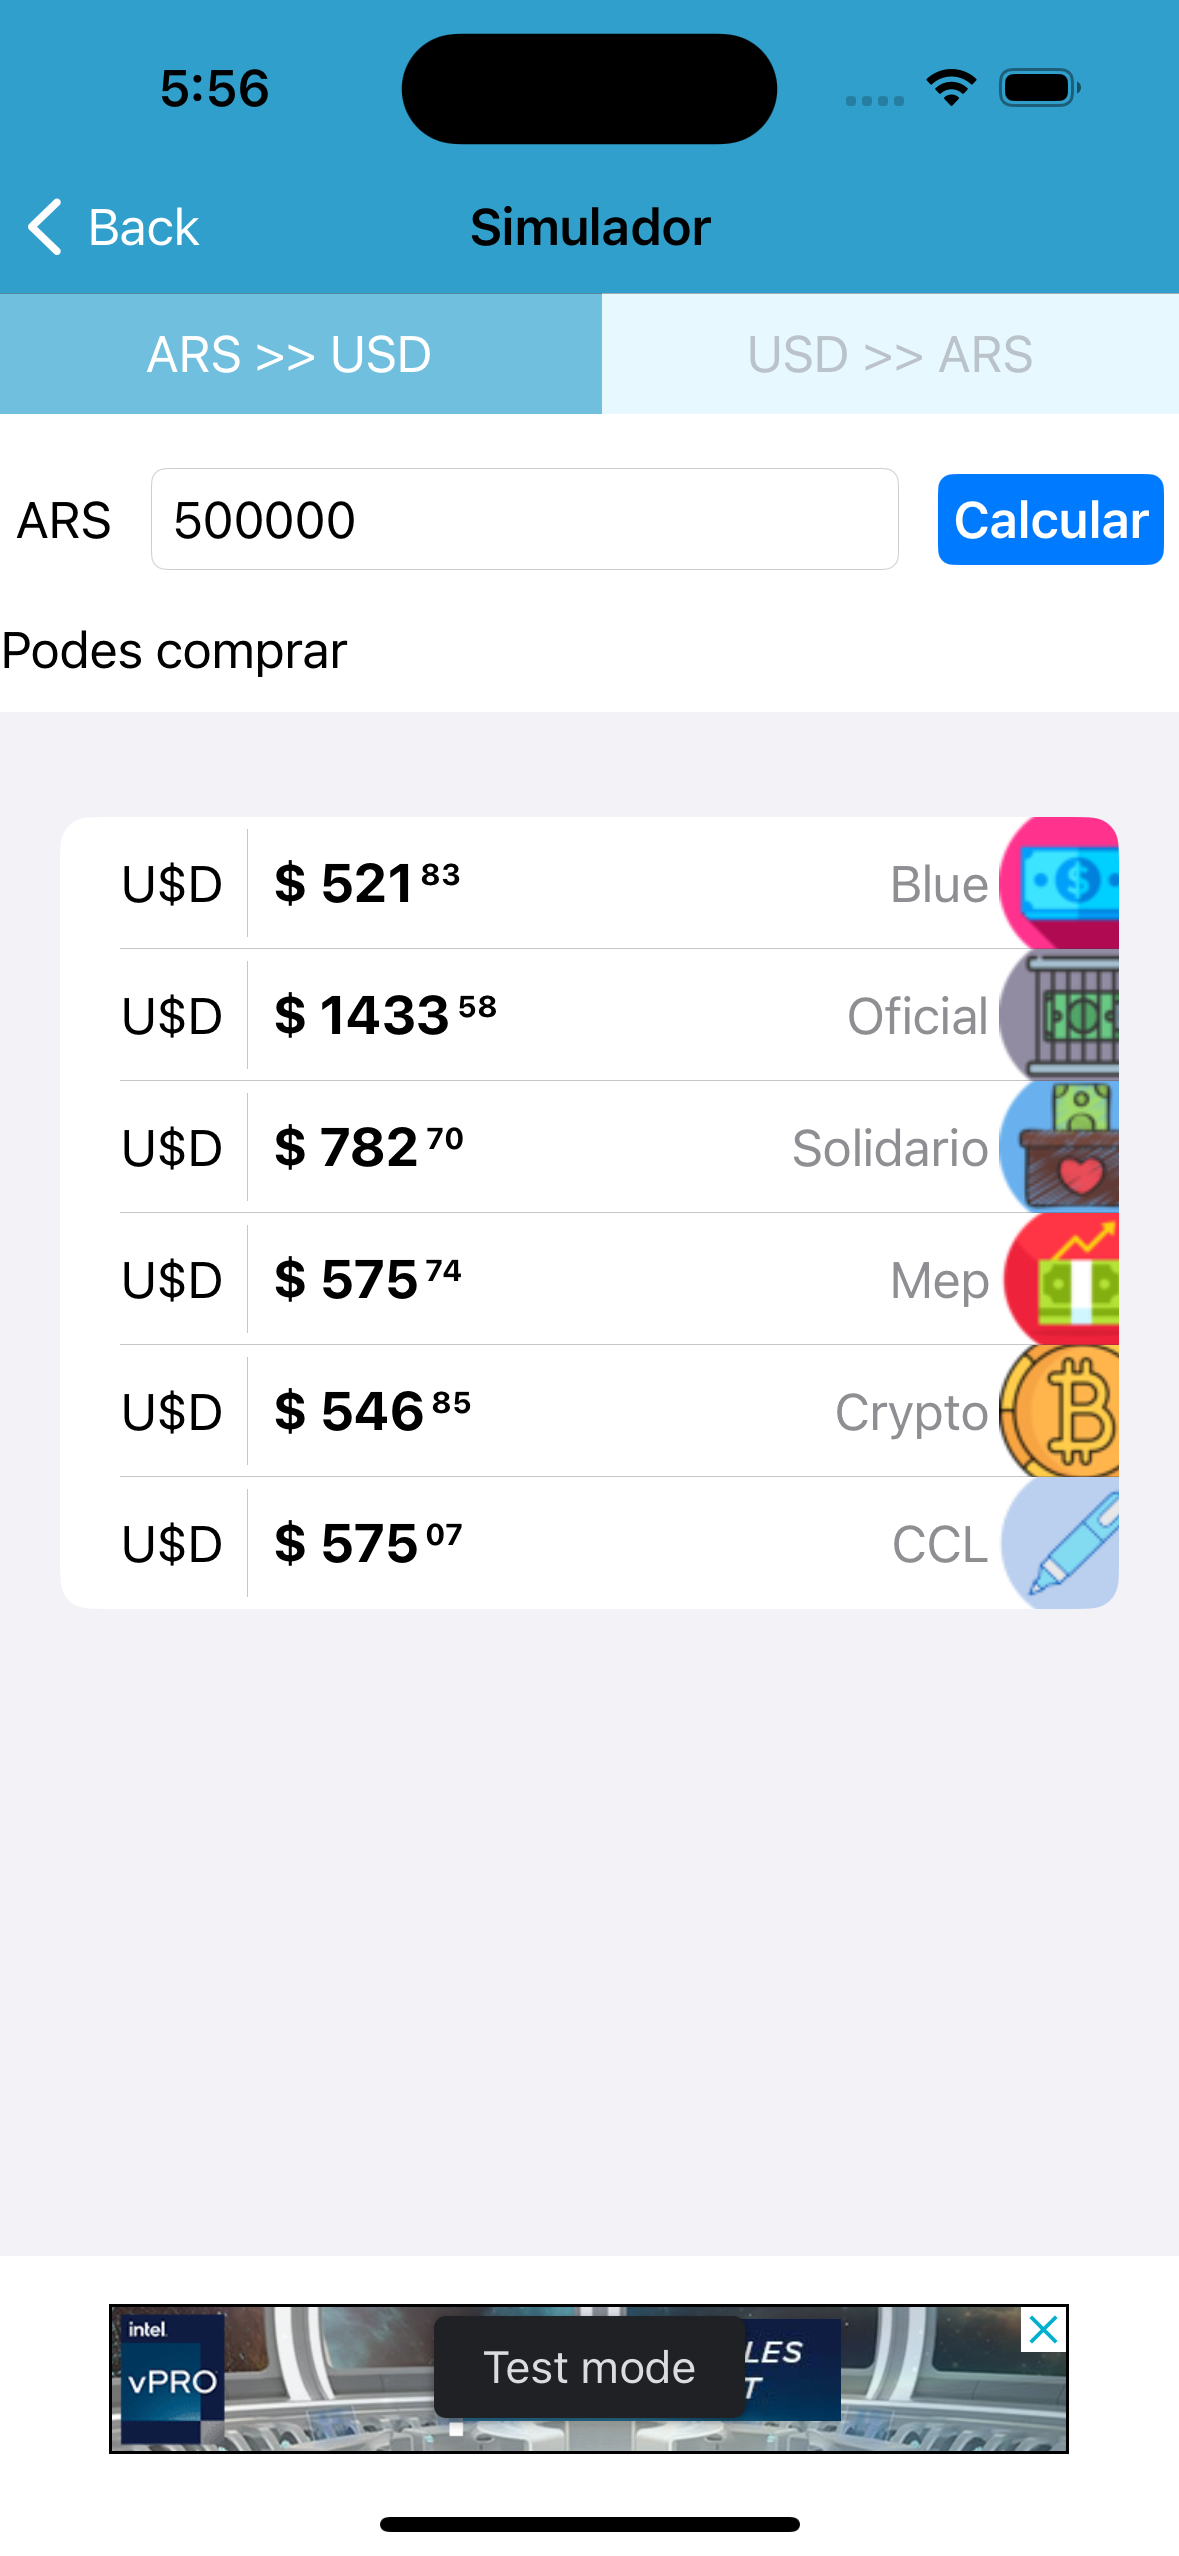 5:56
Back
Simulador
ARS >> USD
USD >> ARS
ARS
500000
Calcular
Podes comprar
U$D $ 521 83 Blue
U$D $ 1433 58 Oficial
U$D $ 782 70 Solidario
U$D $ 575 74 Mep
U$D $ 546 85 Crypto
U$D $ 575 07 CCL
intel
vPRO
Test mode